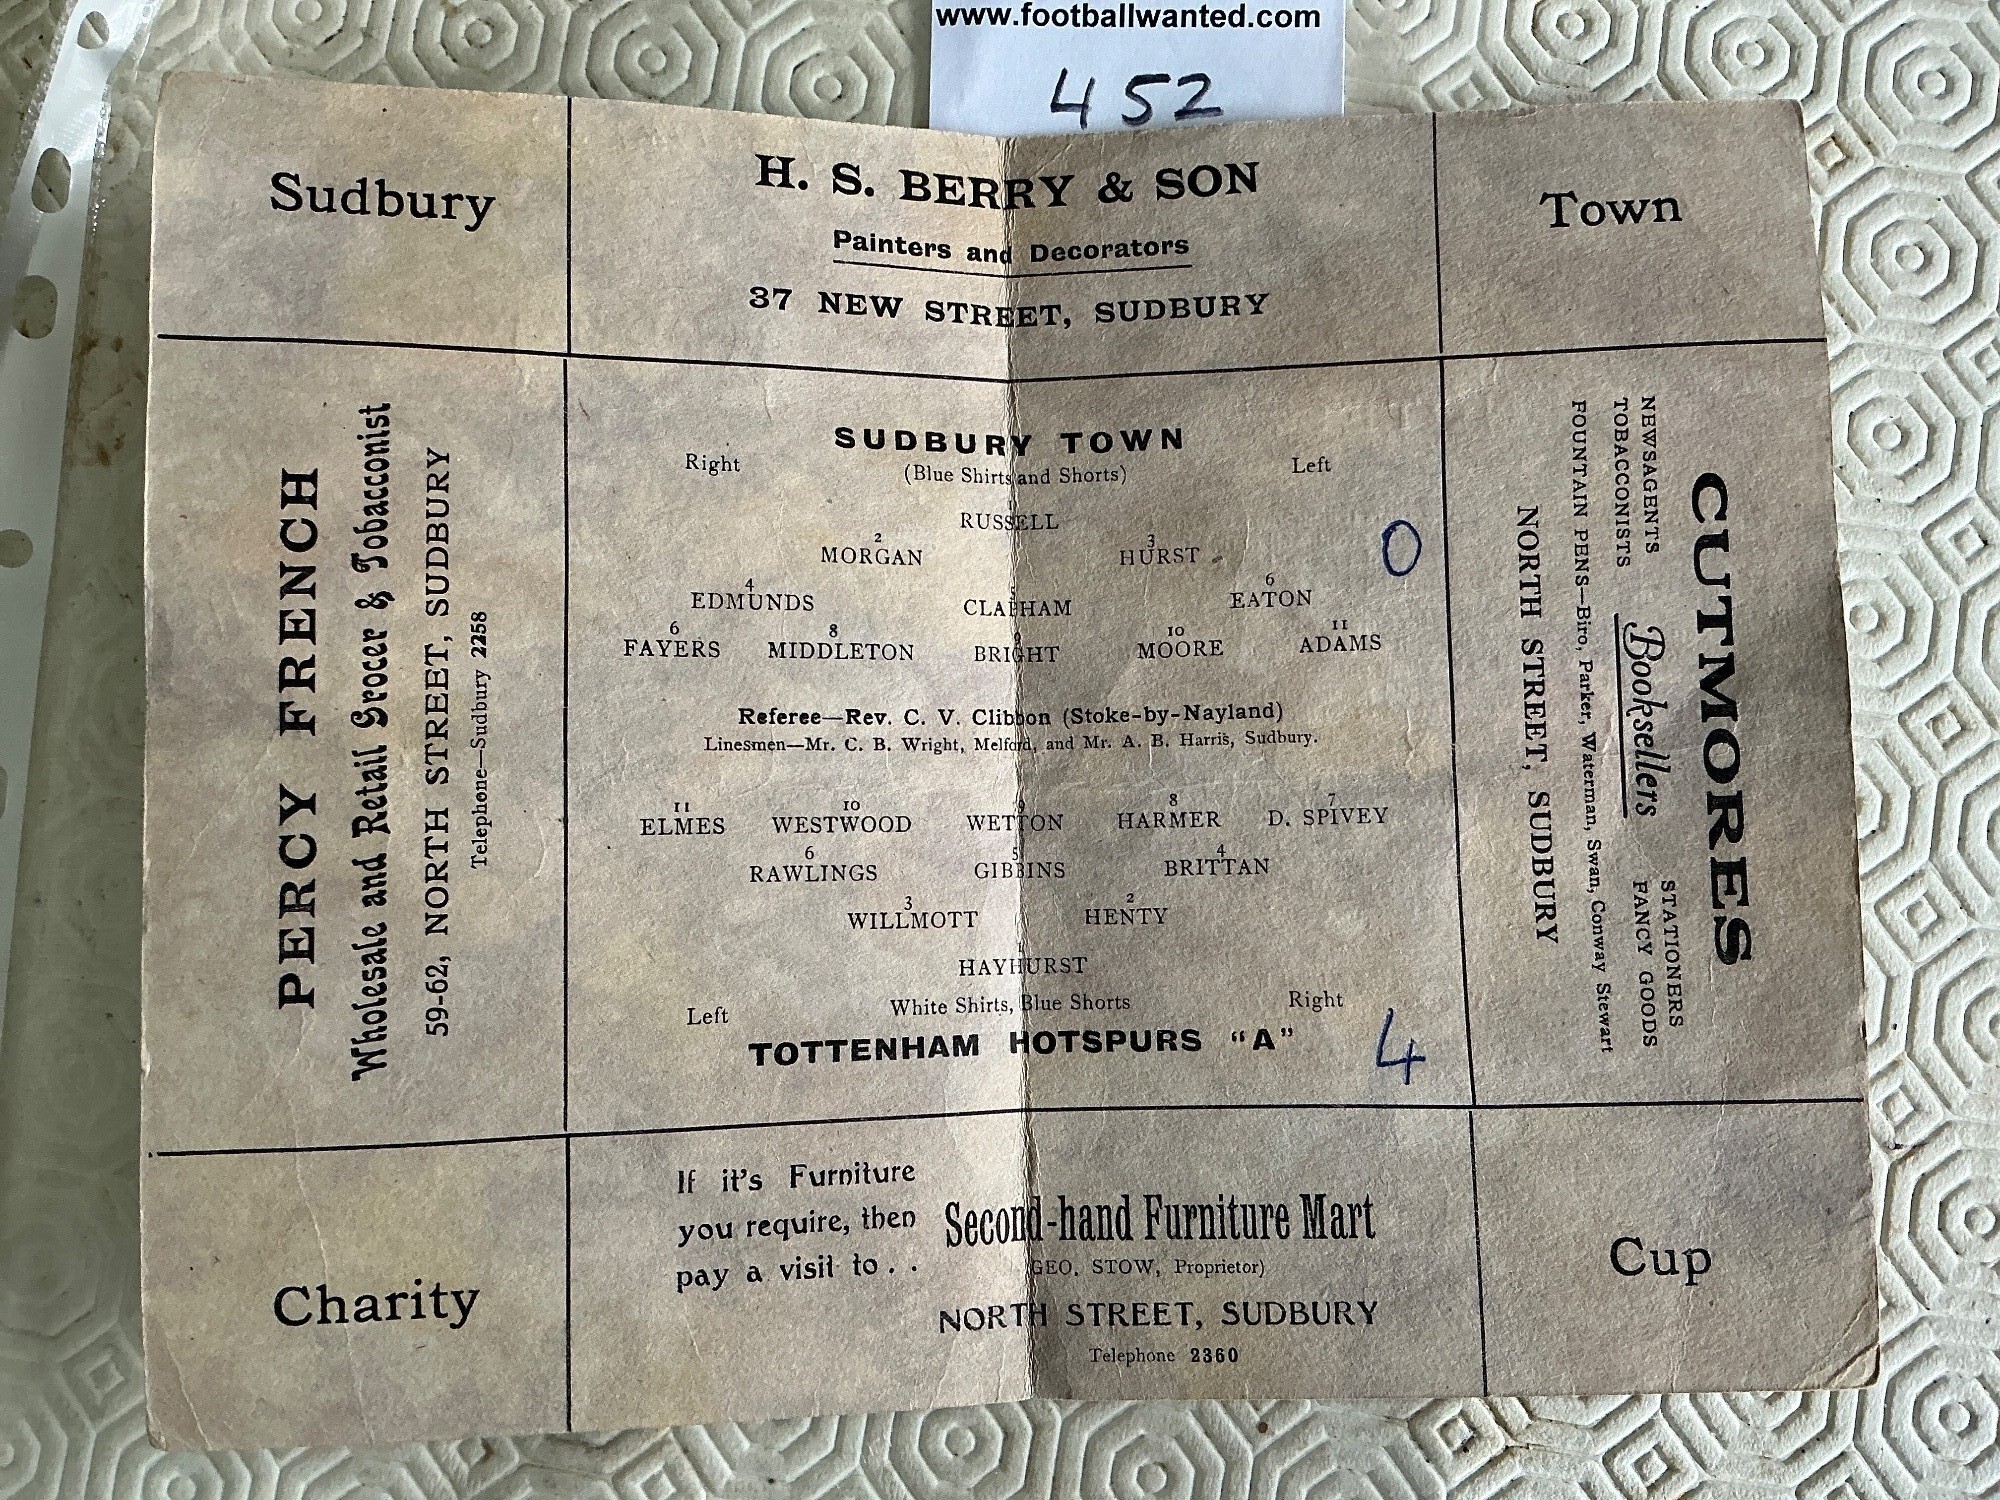 www.footballwanted.com
452
Sudbury
H. S. BERRY & SON
Painters and Decorators
37 NEW STREET, SUDBURY
Town
PERCY FRENCH
Wholesale and Retail Grocer & Tobacconist
59-62, NORTH STREET, SUDBURY
Telephone—Sudbury 2258
SUDBURY TOWN
Right
(Blue Shirts and Shorts)
Left
RUSSELL
2 3
MORGAN HURST
0
4 5 6
EDMUNDS CLAPHAM EATON
6 8 9 10 11
FAYERS MIDDLETON BRIGHT MOORE ADAMS
Referee—Rev. C. V. Clibbon (Stoke-by-Nayland)
Linesmen—Mr. C. B. Wright, Melford, and Mr. A. B. Harris, Sudbury.
11 10 9 8 7
ELMES WESTWOOD WETTON HARMER D. SPIVEY
6 5 4
RAWLINGS GIBBINS BRITTAN
3 2
WILLMOTT HENTY
1
HAYHURST
Left
White Shirts, Blue Shorts
Right
TOTTENHAM HOTSPURS "A"
4
CUTMORES
NEWSAGENTS
TOBACCONISTS
Booksellers
STATIONERS
FANCY GOODS
FOUNTAIN PENS—Biro, Parker, Waterman, Swan, Conway Stewart
NORTH STREET, SUDBURY
Charity
If it's Furniture
you require, then
pay a visit to . .
Second-hand Furniture Mart
(GEO. STOW, Proprietor)
NORTH STREET, SUDBURY
Telephone 2360
Cup